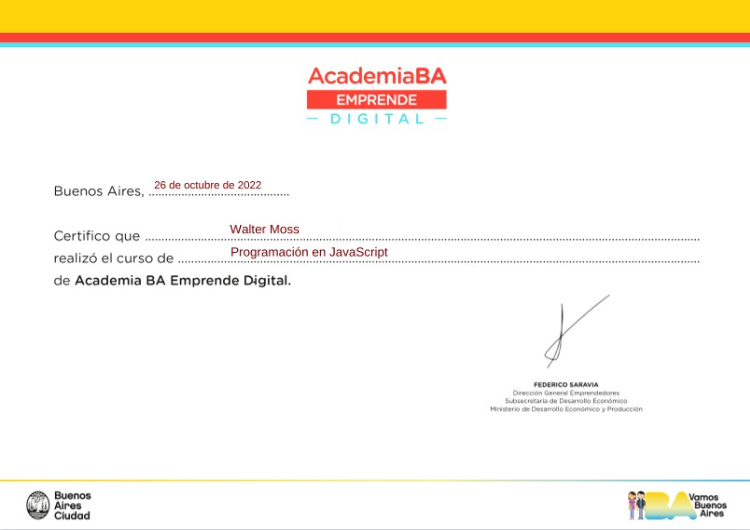 AcademiaBA
EMPRENDE
DIGITAL
Buenos Aires, 26 de octubre de 2022
Certifico que Walter Moss
realizó el curso de Programación en JavaScript
de Academia BA Emprende Digital.
FEDERICO SARAVIA
Dirección General Emprendedores
Subsecretaría de Desarrollo Económico
Ministerio de Desarrollo Económico y Producción
Buenos
Aires
Ciudad
BA
Vamos
Buenos
Aires